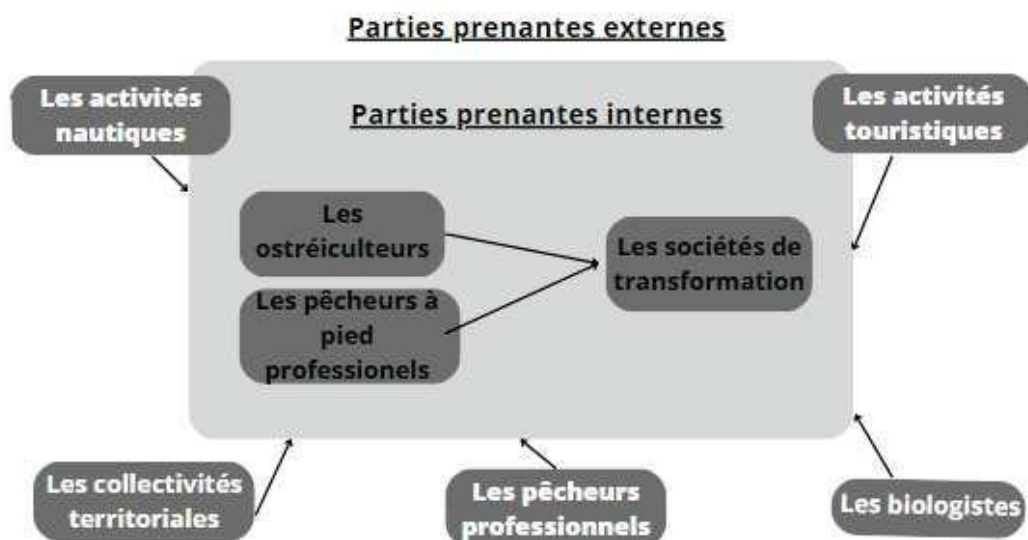 Parties prenantes externes
Les activités
nautiques
Les activités
touristiques
Parties prenantes internes
Les
ostréiculteurs
Les sociétés de
transformation
Les pêcheurs à
pied
professionels
Les collectivités
territoriales
Les pêcheurs
professionnels
Les biologistes